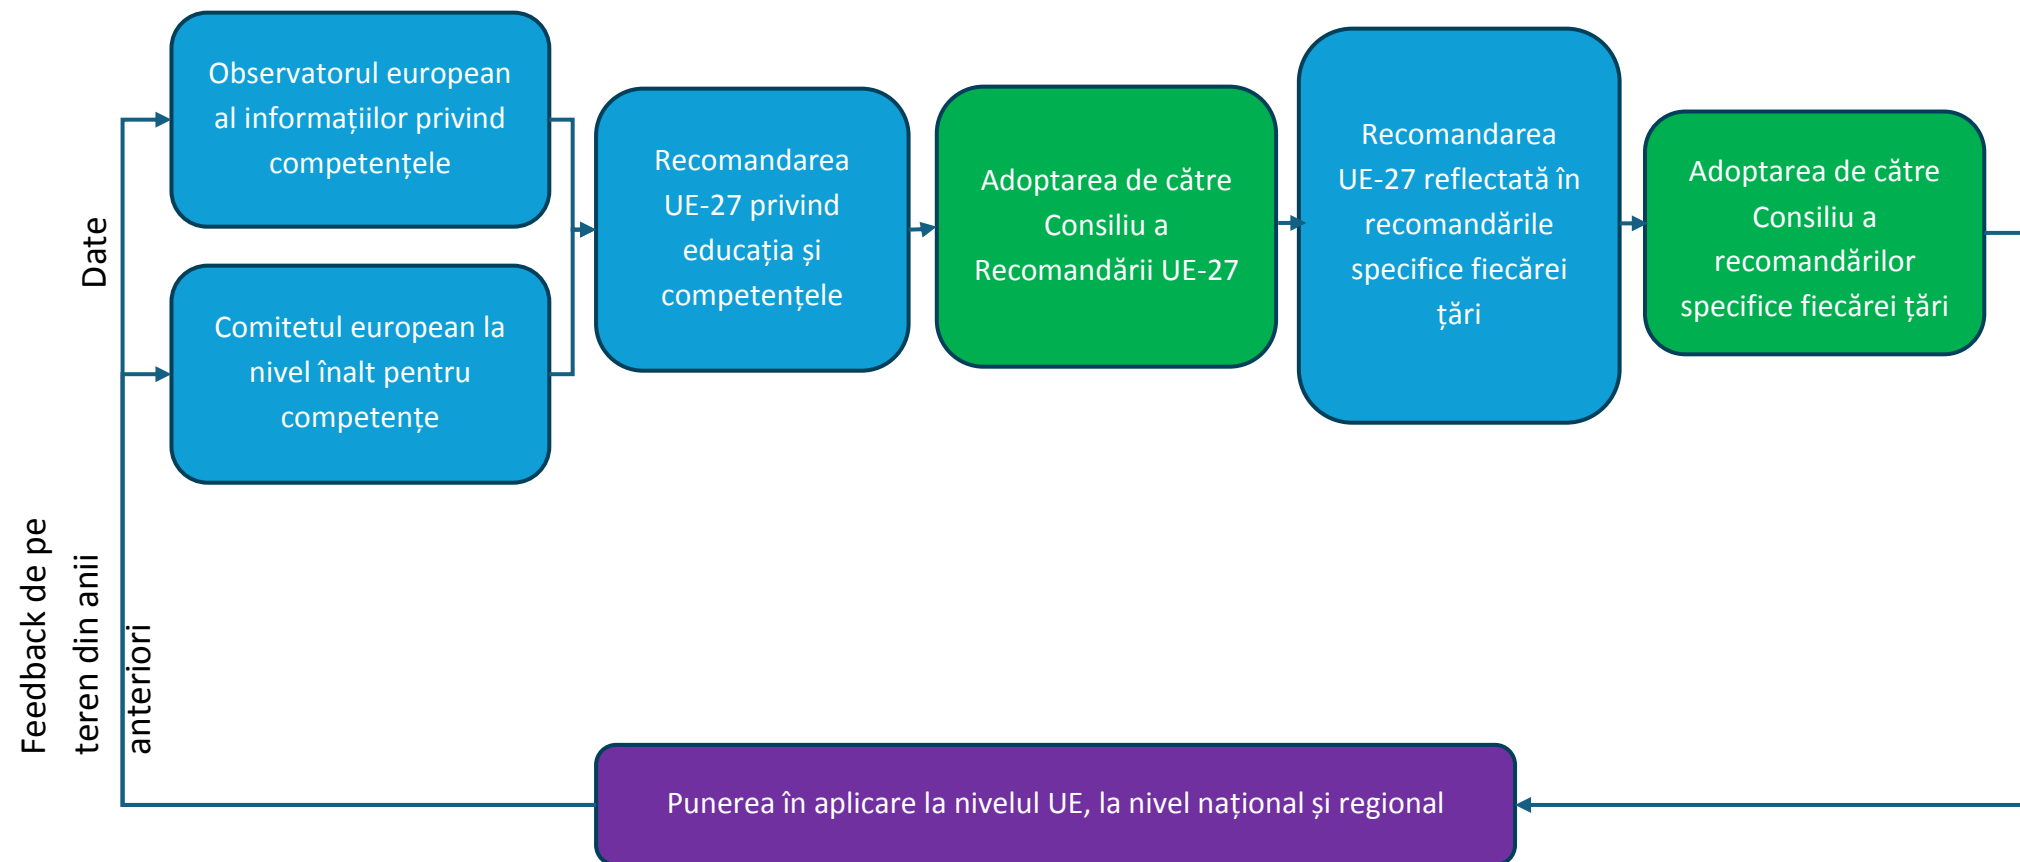 Observatorul european
al informațiilor privind
competențele
Comitetul european la
nivel înalt pentru
competențe
Recomandarea
UE-27 privind
educația și
competențele
Adoptarea de către
Consiliu a
Recomandării UE-27
Recomandarea
UE-27 reflectată în
recomandările
specifice fiecărei
țări
Adoptarea de către
Consiliu a
recomandărilor
specifice fiecărei țări
Date
Feedback de pe
teren din anii
anteriori
Punerea în aplicare la nivelul UE, la nivel național și regional